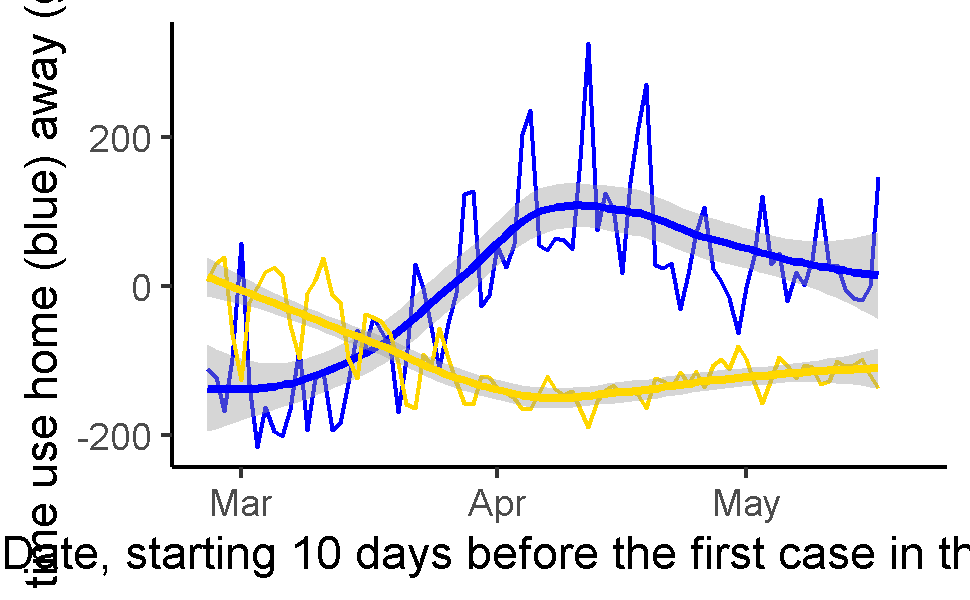 time use home (blue) away (
200
0
-200
Mar Apr May
Date, starting 10 days before the first case in th